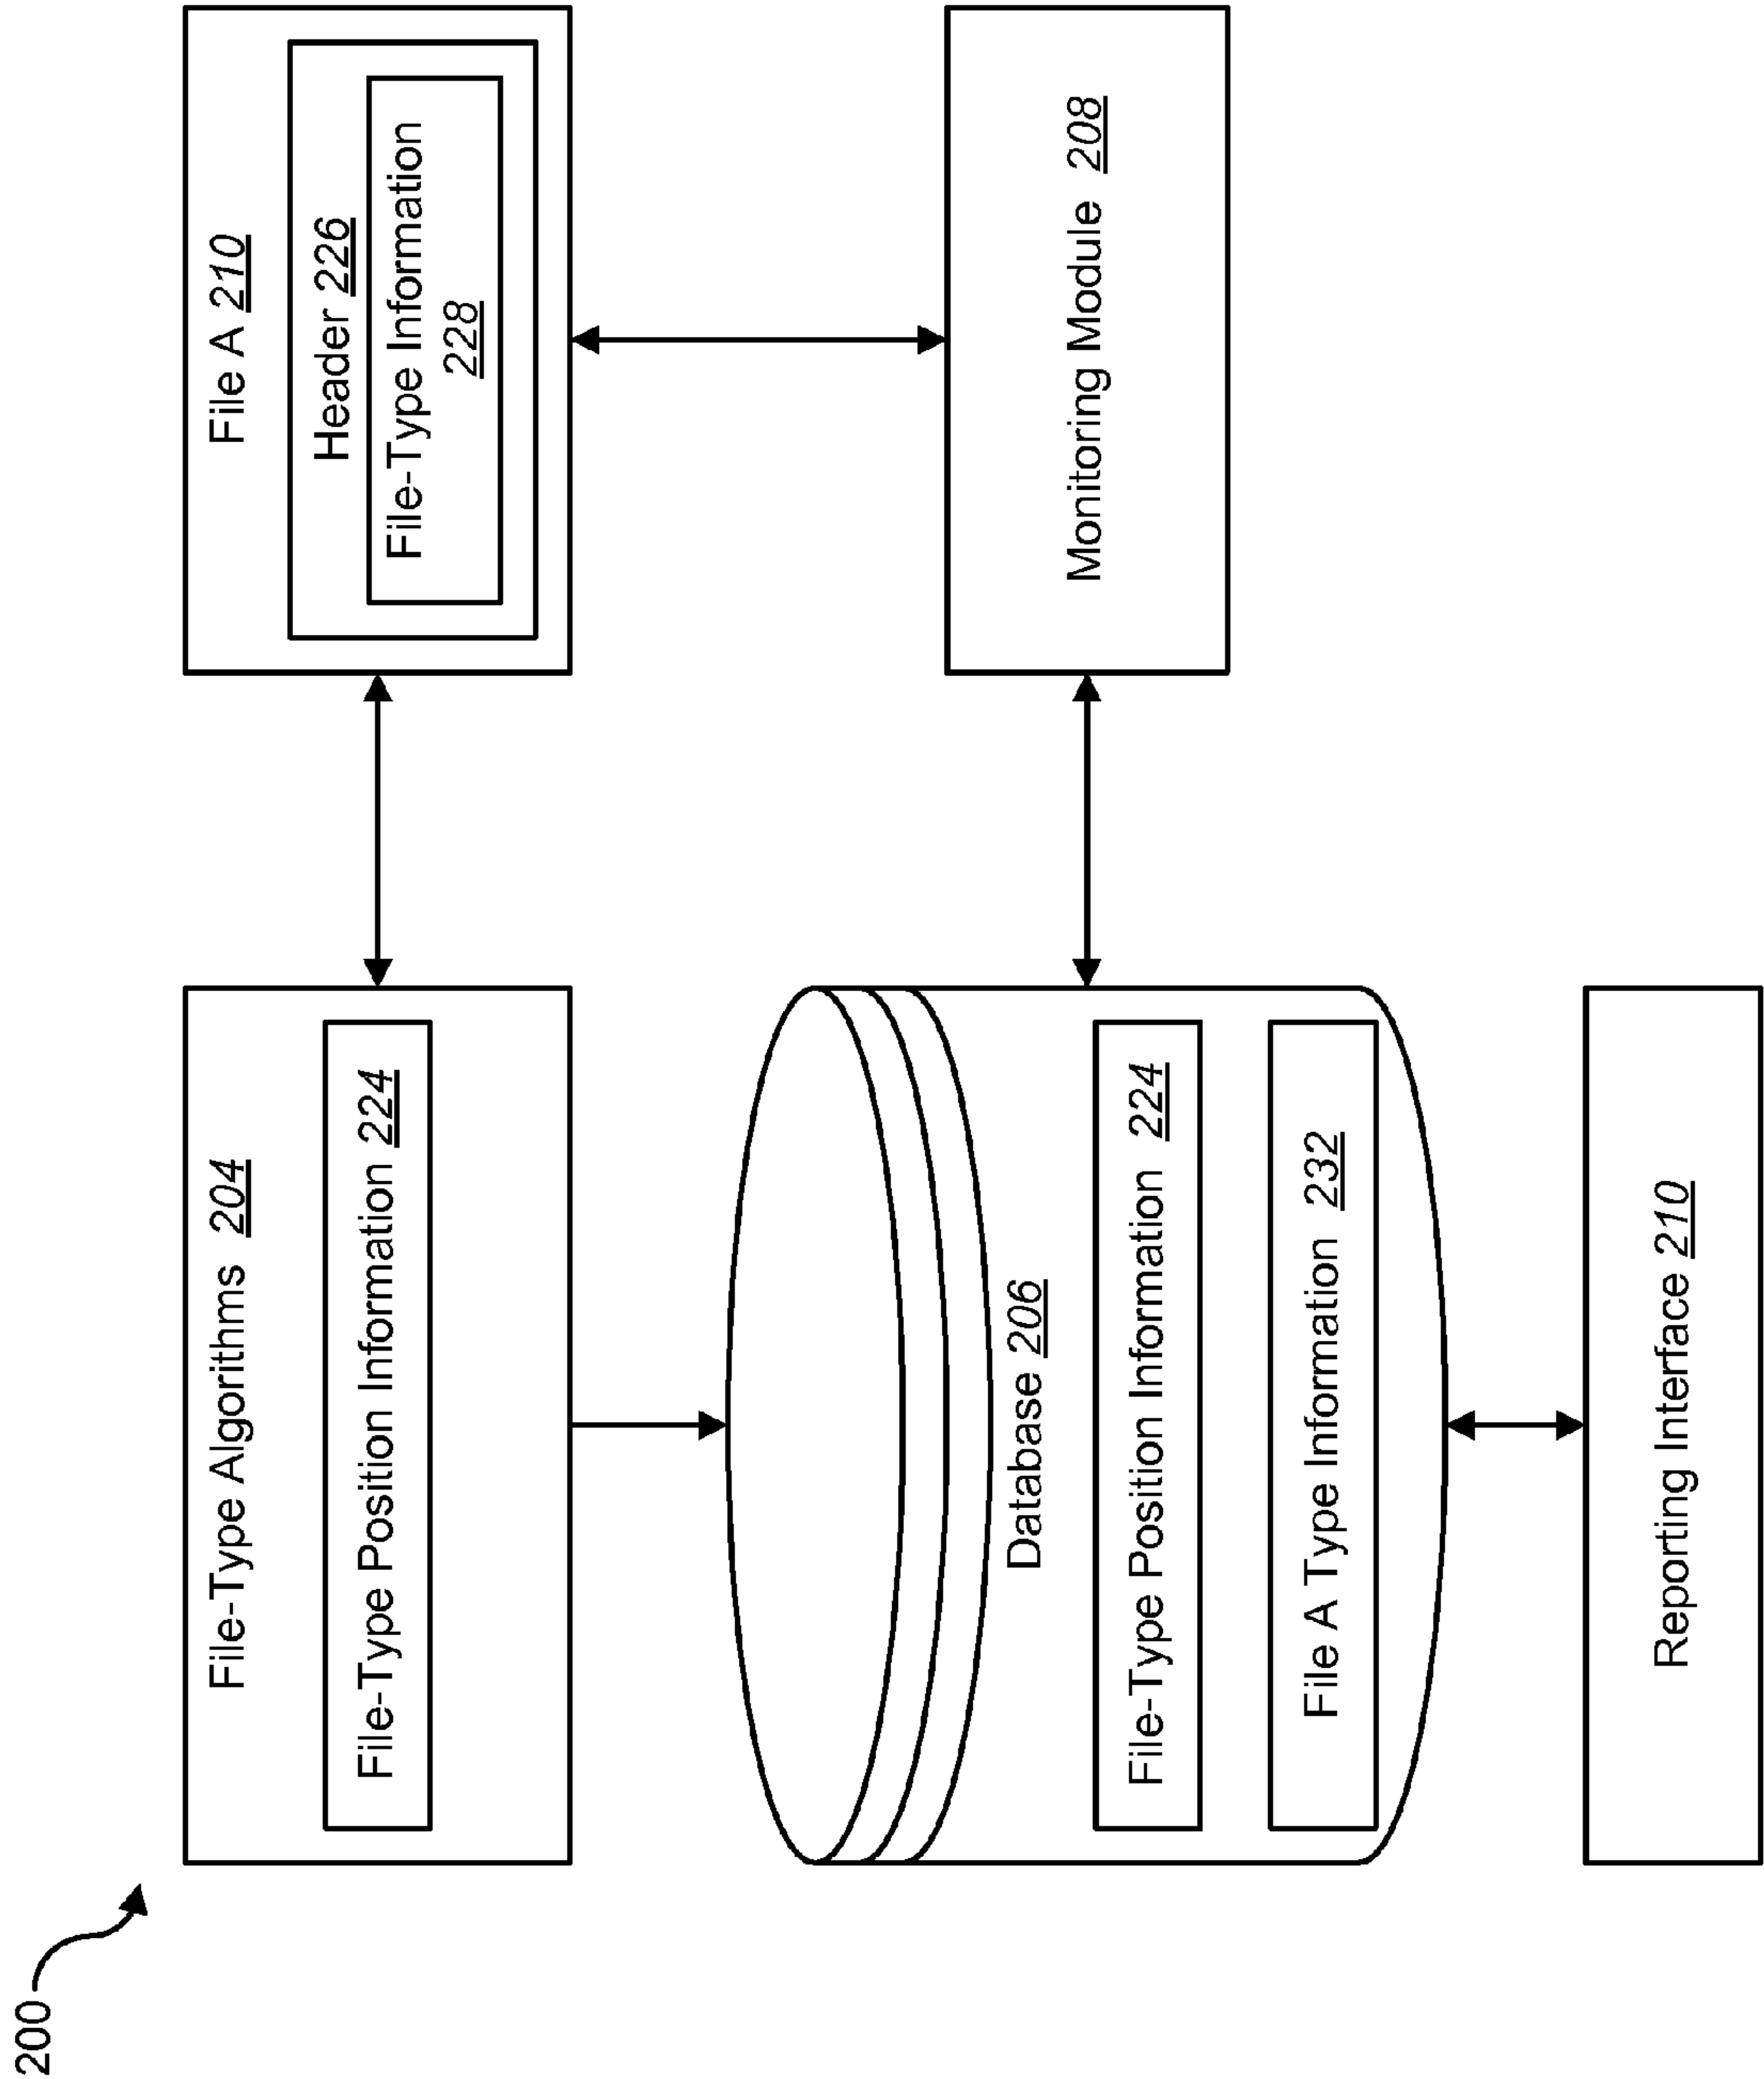 200
File-Type Algorithms 204
File-Type Position Information 224
File A 210
Header 226
File-Type Information
228
Database 206
File-Type Position Information 224
File A Type Information 232
Monitoring Module 208
Reporting Interface 210